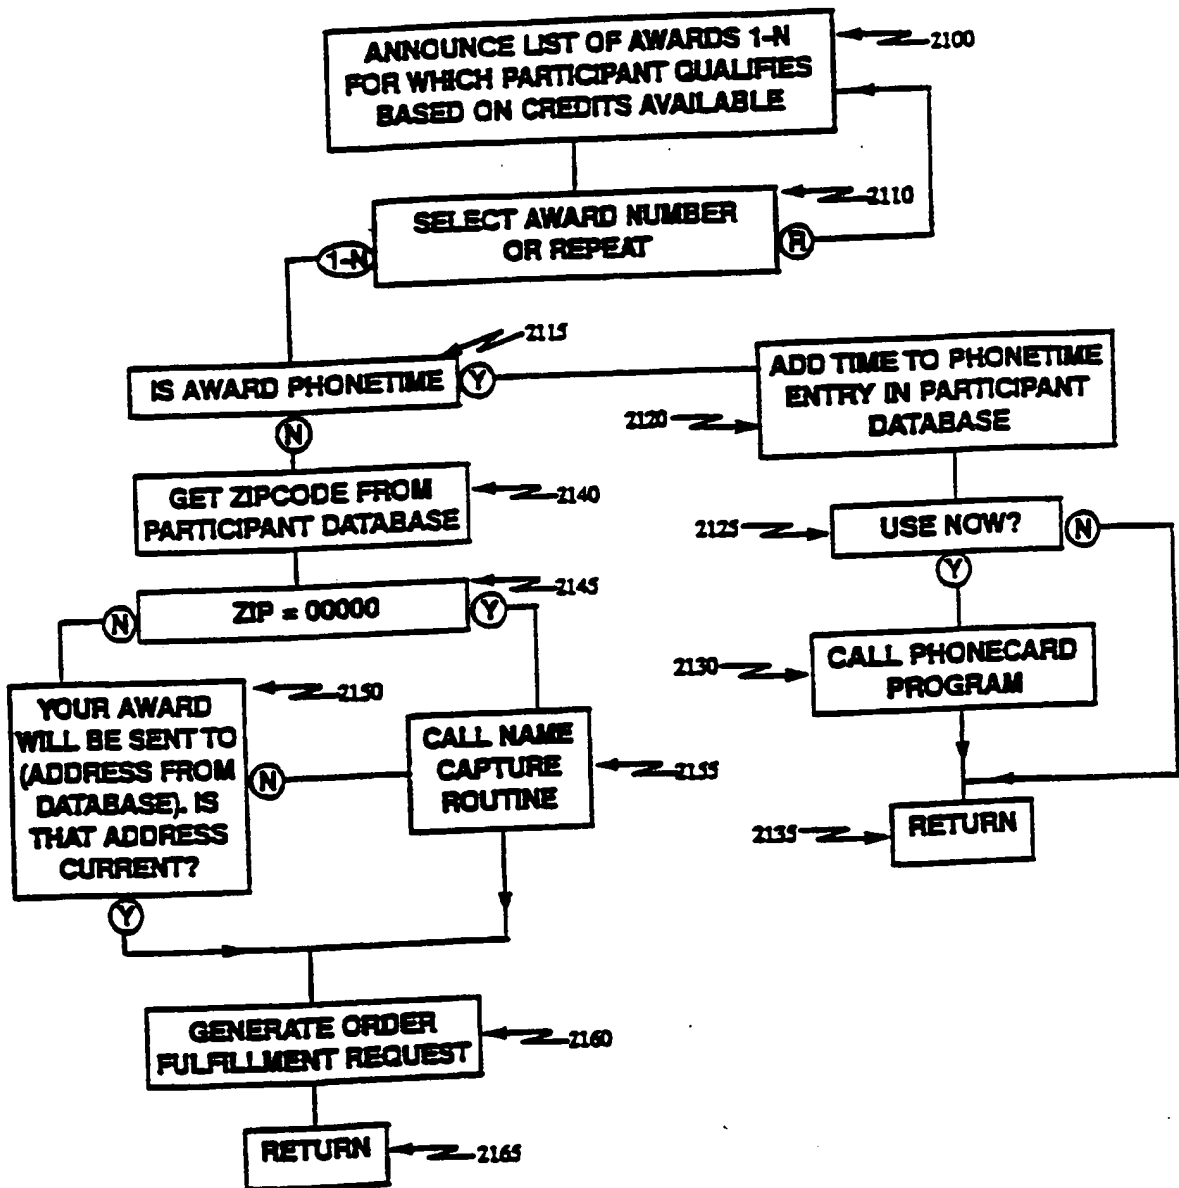 ANNOUNCE LIST OF AWARDS 1-N
FOR WHICH PARTICIPANT QUALIFIES
BASED ON CREDITS AVAILABLE
2100
SELECT AWARD NUMBER
OR REPEAT
2110
1-N
R
2115
IS AWARD PHONETIME
Y
N
ADD TIME TO PHONETIME
ENTRY IN PARTICIPANT
DATABASE
2120
GET ZIPCODE FROM
PARTICIPANT DATABASE
2140
2125
USE NOW?
N
Y
2145
N
ZIP = 00000
Y
2130
CALL PHONECARD
PROGRAM
2150
YOUR AWARD
WILL BE SENT TO
(ADDRESS FROM
DATABASE). IS
THAT ADDRESS
CURRENT?
N
Y
CALL NAME
CAPTURE
ROUTINE
2155
2135
RETURN
GENERATE ORDER
FULFILLMENT REQUEST
2160
RETURN
2165